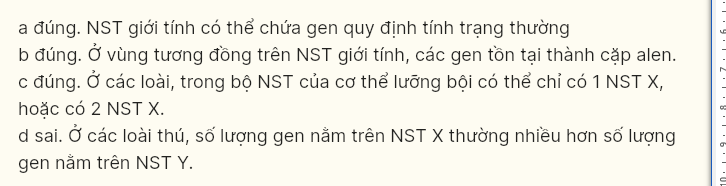 a đúng. NST giới tính có thể chứa gen quy định tính trạng thường
b đúng. Ở vùng tương đồng trên NST giới tính, các gen tồn tại thành cặp alen.
c đúng. Ở các loài, trong bộ NST của cơ thể lưỡng bội có thể chỉ có 1 NST X,
hoặc có 2 NST X.
d sai. Ở các loài thú, số lượng gen nằm trên NST X thường nhiều hơn số lượng
gen nằm trên NST Y.